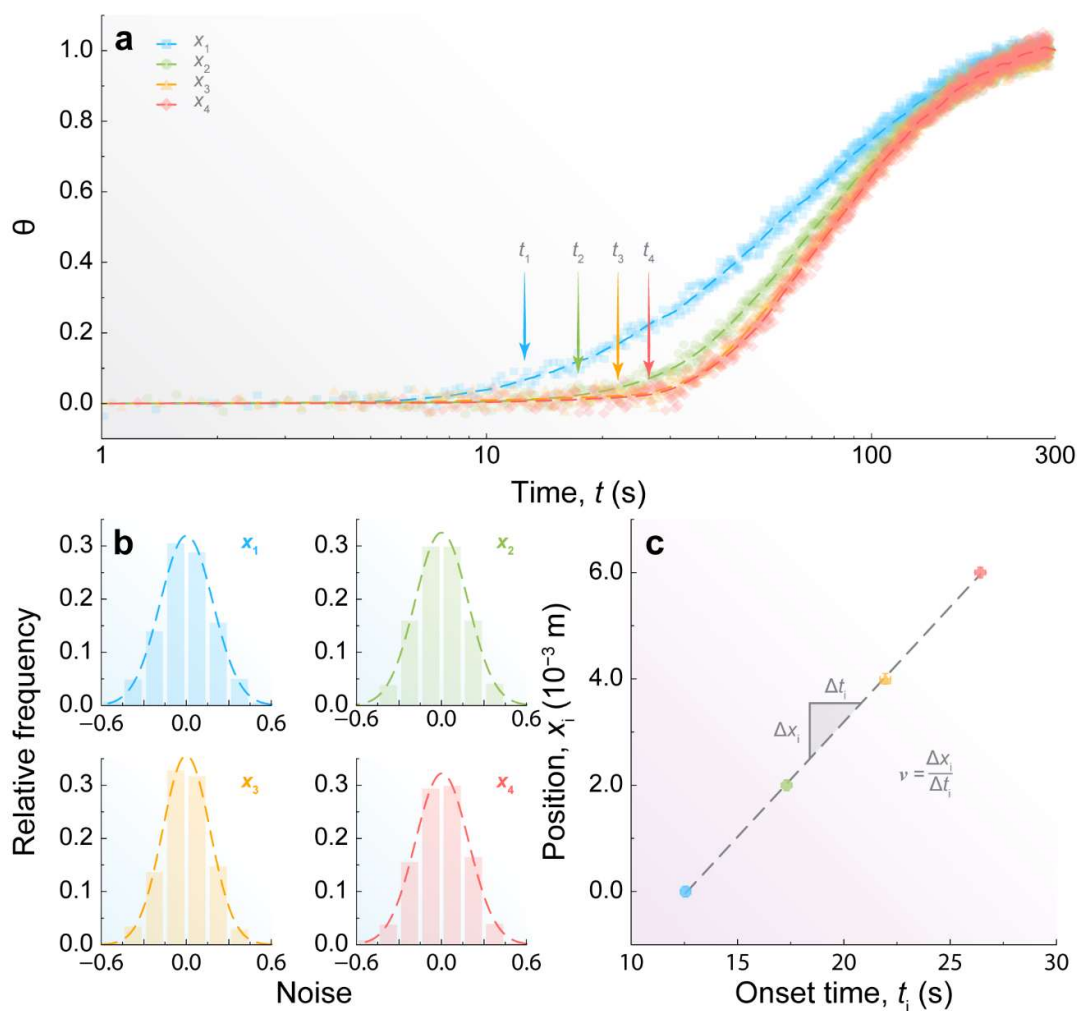 a
x₁
x₂
x₃
x₄
1.0
0.8
0.6
0.4
0.2
0.0
θ
t₁ t₂ t₃ t₄
1 10 100 300
Time, t (s)
b
x₁
0.3
0.2
0.1
0.0
−0.6 0.0 0.6
x₂
0.3
0.2
0.1
0.0
−0.6 0.0 0.6
x₃
0.3
0.2
0.1
0.0
−0.6 0.0 0.6
x₄
0.3
0.2
0.1
0.0
−0.6 0.0 0.6
Relative frequency
Noise
c
6.0
4.0
2.0
0.0
Position, xᵢ (10⁻³ m)
Δtᵢ
Δxᵢ
v = Δxᵢ
Δtᵢ
10 15 20 25 30
Onset time, tᵢ (s)